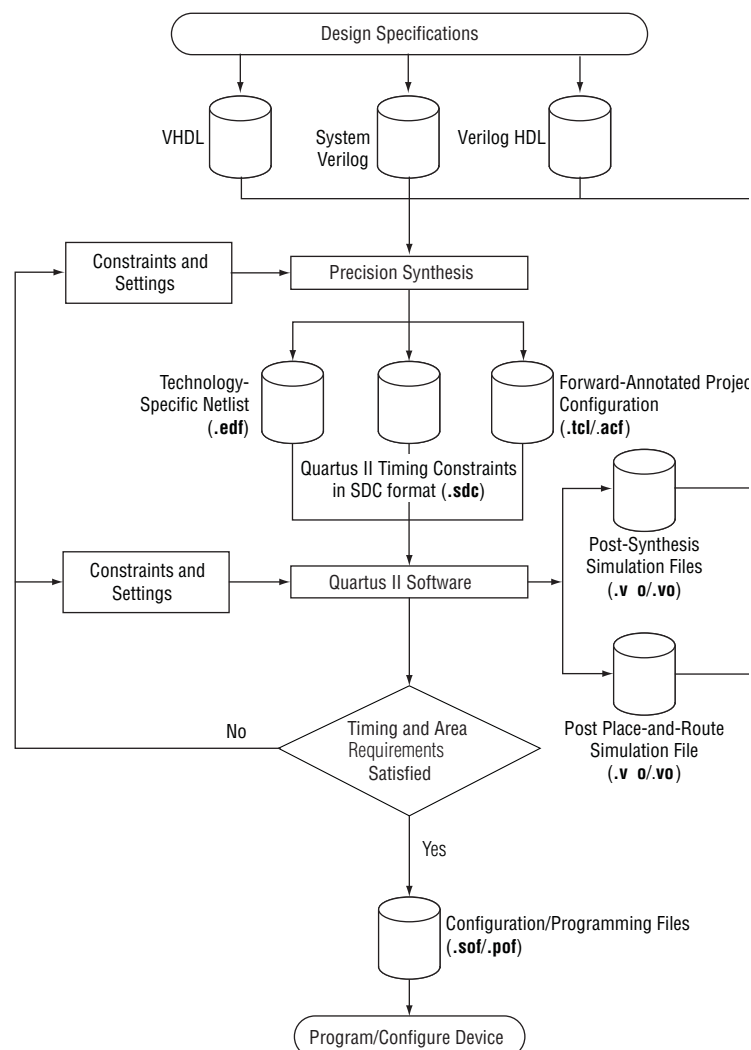 Design Specifications
VHDL
System
Verilog
Verilog HDL
Constraints and
Settings
Precision Synthesis
Technology-
Specific Netlist
(.edf)
Forward-Annotated Projec
Configuration
(.tcl/.acf)
Quartus II Timing Constraints
in SDC format (.sdc)
Post-Synthesis
Simulation Files
(.v o/.vo)
Constraints and
Settings
Quartus II Software
No
Timing and Area
Requirements
Satisfied
Post Place-and-Route
Simulation File
(.v o/.vo)
Yes
Configuration/Programming Files
(.sof/.pof)
Program/Configure Device